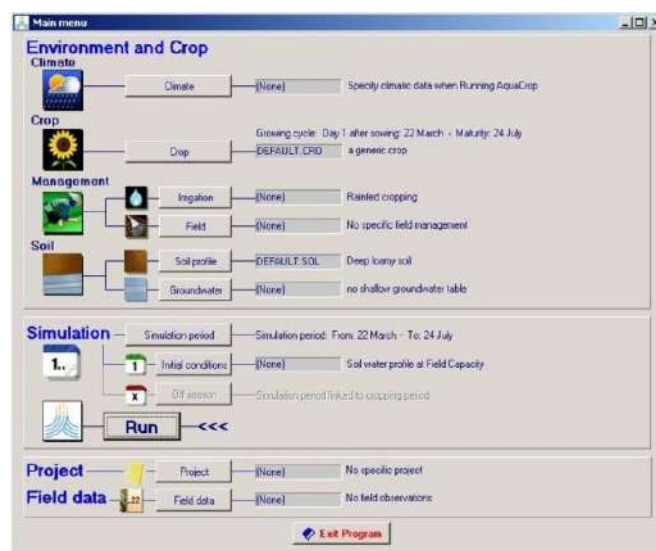 Main menu
Environment and Crop
Climate
Climate (None) Specify climatic data when Running AquaCrop
Crop
Growing cycle: Day 1 after sowing: 22 March - Maturity: 24 July
Crop DEFAULT.CRO a generic crop
Management
Irrigation (None) Rainfed cropping
Field (None) No specific field management
Soil
Soil profile DEFAULT.SOL Deep loamy soil
Groundwater (None) no shallow groundwater table
Simulation Simulation period Simulation period: From: 22 March - To: 24 July
1.. 1 Initial conditions (None) Soil water profile at Field Capacity
X Off season Simulation period linked to cropping period
Run <<<
Project Project (None) No specific project
Field data .22 Field data (None) No field observations
Exit Program